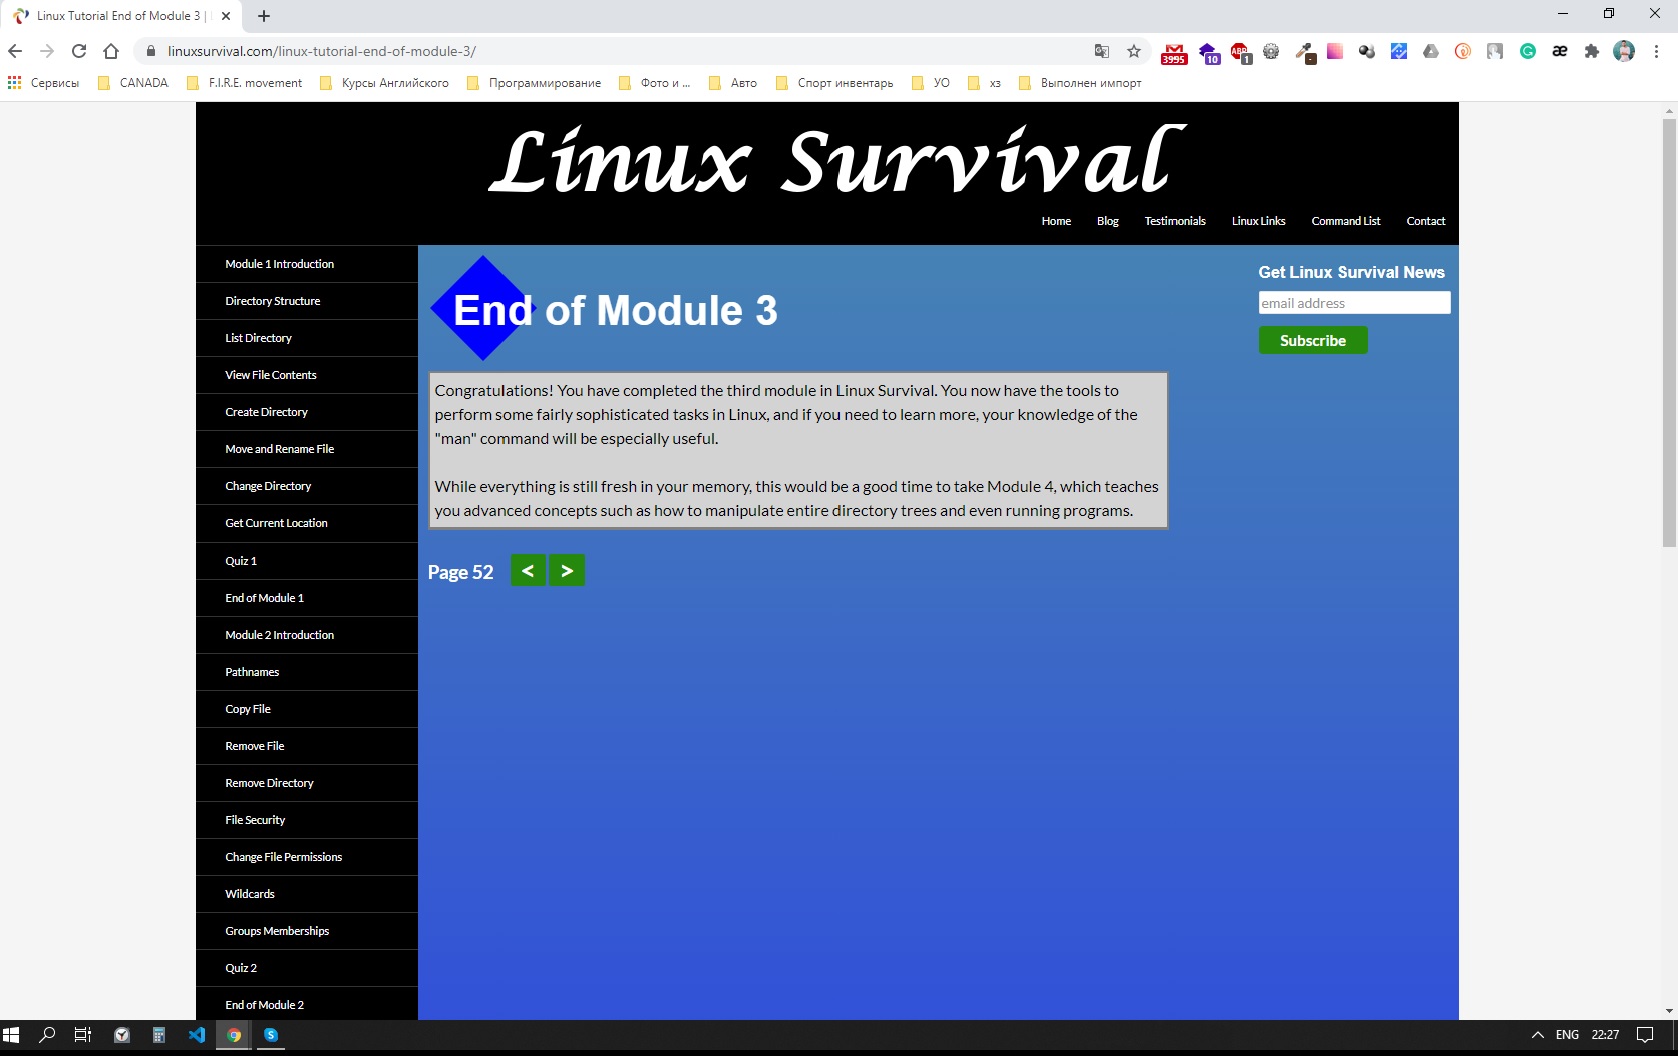 Linux Tutorial End of Module 3 |
linuxsurvival.com/linux-tutorial-end-of-module-3/
3995
10
ABP
1
æ
Сервисы
CANADA
F.I.R.E. movement
Курсы Английского
Программирование
Фото и ...
Авто
Спорт инвентарь
УО
хз
Выполнен импорт
Linux Survival
Home
Blog
Testimonials
Linux Links
Command List
Contact
Module 1 Introduction
Directory Structure
List Directory
View File Contents
Create Directory
Move and Rename File
Change Directory
Get Current Location
Quiz 1
End of Module 1
Module 2 Introduction
Pathnames
Copy File
Remove File
Remove Directory
File Security
Change File Permissions
Wildcards
Groups Memberships
Quiz 2
End of Module 2
End of Module 3
Congratulations! You have completed the third module in Linux Survival. You now have the tools to
perform some fairly sophisticated tasks in Linux, and if you need to learn more, your knowledge of the
"man" command will be especially useful.
While everything is still fresh in your memory, this would be a good time to take Module 4, which teaches
you advanced concepts such as how to manipulate entire directory trees and even running programs.
Page 52
<
>
Get Linux Survival News
email address
Subscribe
ENG
22:27